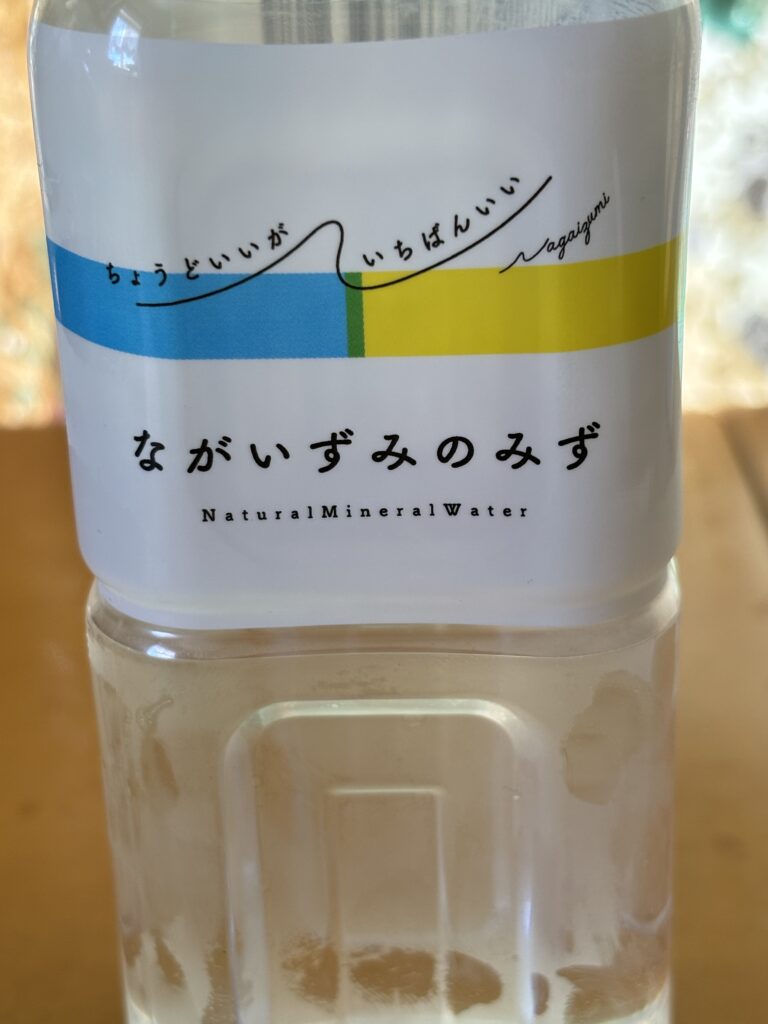 ちょうどいいが いちばんいい
Nagaizumi
ながいずみのみず
NaturalMineralWater